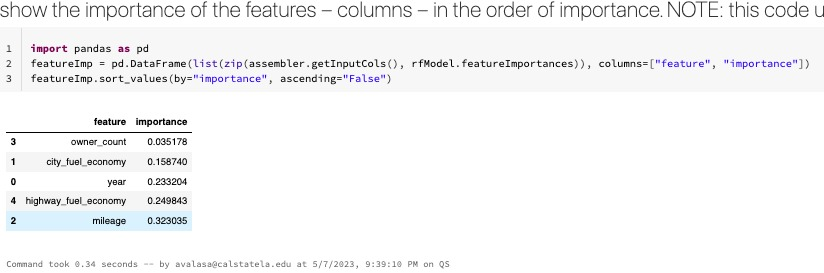 show the importance of the features – columns – in the order of importance. NOTE: this code u
1 import pandas as pd
2 featureImp = pd.DataFrame(list(zip(assembler.getInputCols(), rfModel.featureImportances)), columns=["feature", "importance"])
3 featureImp.sort_values(by="importance", ascending="False")
feature importance
3 owner_count 0.035178
1 city_fuel_economy 0.158740
0 year 0.233204
4 highway_fuel_economy 0.249843
2 mileage 0.323035
Command took 0.34 seconds -- by avalasa@calstatela.edu at 5/7/2023, 9:39:10 PM on QS